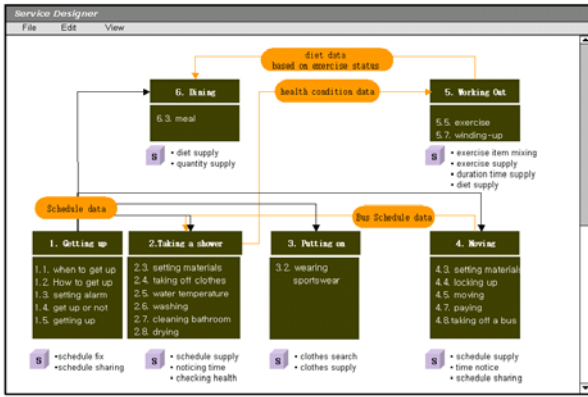 Service Designer
File Edit View
diet data
based on exercise status
6. Dining
health condition data
5. Working Out
6.3. meal
5.5. exercise
5.7. winding-up
S
• diet supply
• quantity supply
S
• exercise item mixing
• exercise supply
• duration time supply
• diet supply
Schedule data
Bus Schedule data
1. Getting up
2.Taking a shower
3. Putting on
4. Moving
1.1. when to get up
1.2. How to get up
1.3. setting alarm
1.4. get up or not
1.5. getting up
2.3. setting materials
2.4. taking off clothes
2.5. water temperature
2.6. washing
2.7. cleaning bathroom
2.8. drying
3.2. wearing
sportswear
4.3. setting materials
4.4. locking up
4.5. moving
4.7. paying
4.8.taking off a bus
S
•schedule fix
•schedule sharing
S
• schedule supply
• noticing time
• checking health
S
• clothes search
• clothes supply
S
• schedule supply
• time notice
• schedule sharing